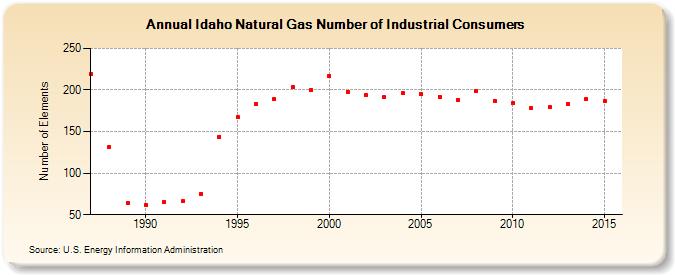 Annual Idaho Natural Gas Number of Industrial Consumers
Number of Elements
250
200
150
100
50
1990 1995 2000 2005 2010 2015
Source: U.S. Energy Information Administration